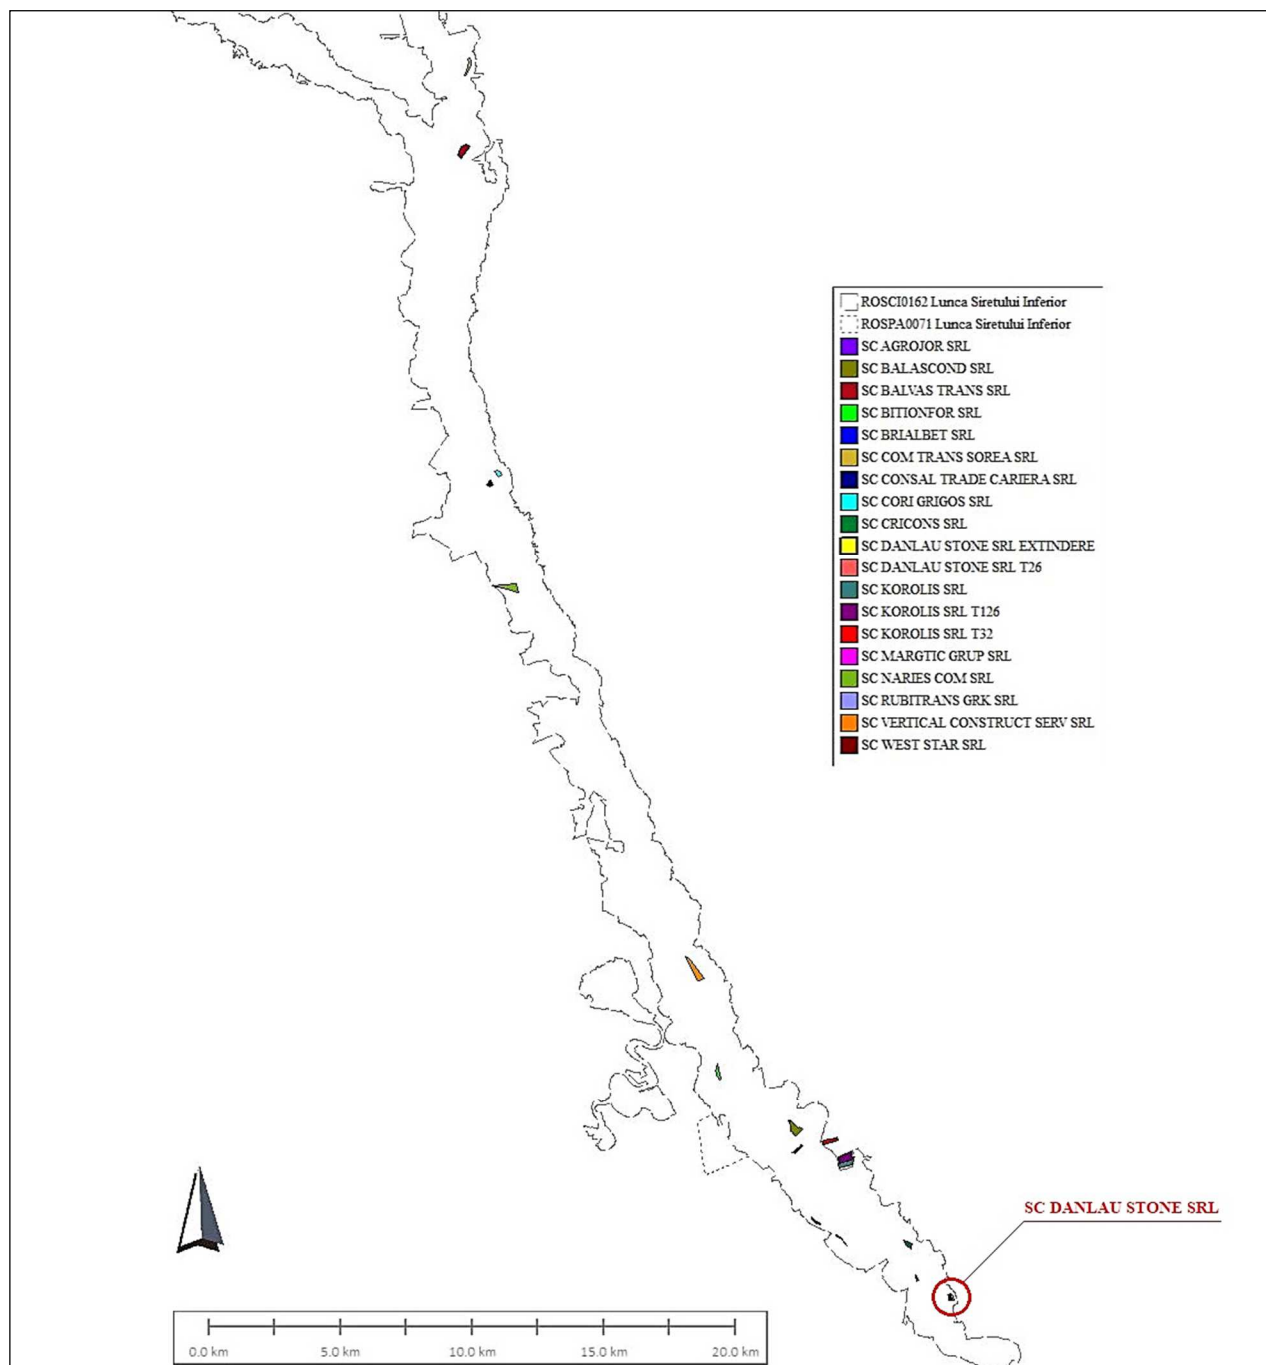 ROSCI0162 Lunca Siretului Inferior
ROSPA0071 Lunca Siretului Inferior
SC AGROJOR SRL
SC BALASCOND SRL
SC BALVAS TRANS SRL
SC BITIONFOR SRL
SC BRIALBET SRL
SC COM TRANS SOREA SRL
SC CONSAL TRADE CARIERA SRL
SC CORI GRIGOS SRL
SC CRICONS SRL
SC DANLAU STONE SRL EXTINDERE
SC DANLAU STONE SRL T26
SC KOROLIS SRL
SC KOROLIS SRL T126
SC KOROLIS SRL T32
SC MARGTIC GRUP SRL
SC NARIES COM SRL
SC RUBITRANS GRK SRL
SC VERTICAL CONSTRUCT SERV SRL
SC WEST STAR SRL
SC DANLAU STONE SRL
0.0 km 5.0 km 10.0 km 15.0 km 20.0 km